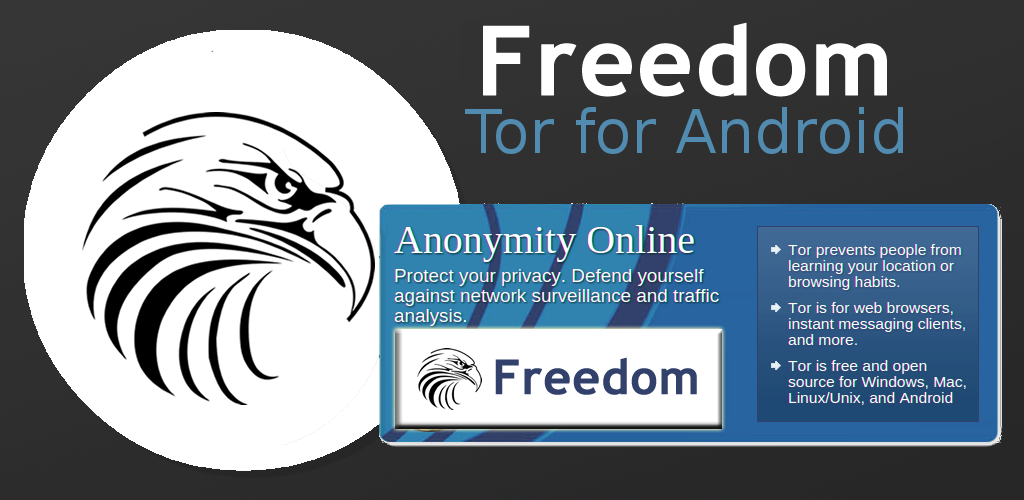 Freedom
Tor for Android
Anonymity Online
Protect your privacy. Defend yourself
against network surveillance and traffic
analysis.
Freedom
Tor prevents people from
learning your location or
browsing habits.
Tor is for web browsers,
instant messaging clients,
and more.
Tor is free and open
source for Windows, Mac,
Linux/Unix, and Android